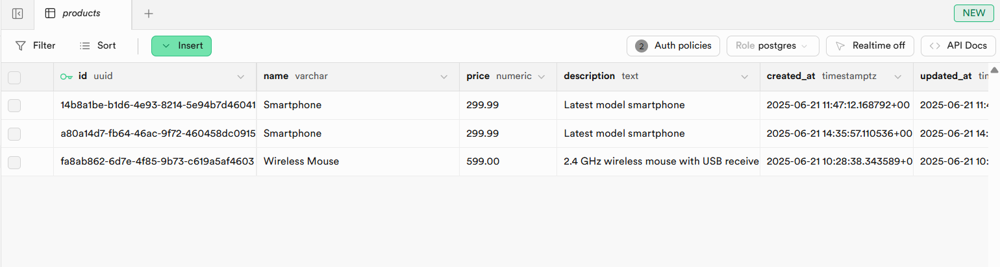 products +
NEW
Filter Sort Insert 2 Auth policies Role postgres Realtime off <> API Docs
id uuid name varchar price numeric description text created_at timestamptz updated_at
14b8a1be-b1d6-4e93-8214-5e94b7d46041 Smartphone 299.99 Latest model smartphone 2025-06-21 11:47:12.168792+00 2025-06-21 11:
a80a14d7-fb64-46ac-9f72-460458dc0915 Smartphone 299.99 Latest model smartphone 2025-06-21 14:35:57.110536+00 2025-06-21 14:
fa8ab862-6d7e-4f85-9b73-c619a5af4603 Wireless Mouse 599.00 2.4 GHz wireless mouse with USB receive 2025-06-21 10:28:38.343589+0 2025-06-21 10: